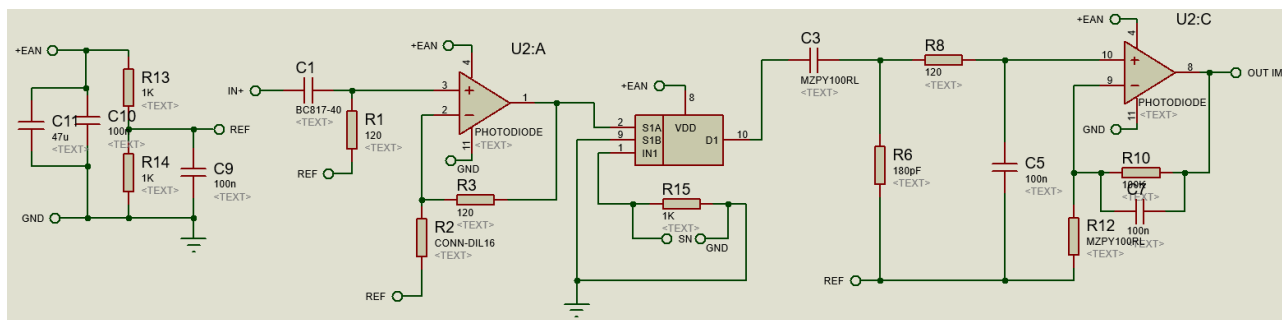 +EAN
C11
47u
<TEXT>
C10
100n
<TEXT>
R13
1K
<TEXT>
REF
R14
1K
<TEXT>
C9
100n
<TEXT>
GND
+EAN
U2:A
4
C1
IN+
BC817-40
<TEXT>
3
2
1
11
PHOTODIODE
<TEXT>
R1
120
<TEXT>
REF
GND
R3
120
<TEXT>
R2
CONN-DIL16
<TEXT>
REF
+EAN
8
2
9
1
S1A
S1B
IN1
VDD
D1
10
R15
1K
<TEXT>
SN
GND
C3
MZPY100RL
<TEXT>
R8
120
<TEXT>
R6
180pF
<TEXT>
C5
100n
<TEXT>
REF
+EAN
U2:C
4
10
9
8
OUT IM
11
PHOTODIODE
<TEXT>
GND
R10
100K
<TEXT>
C7
100n
<TEXT>
R12
MZPY100RL
<TEXT>